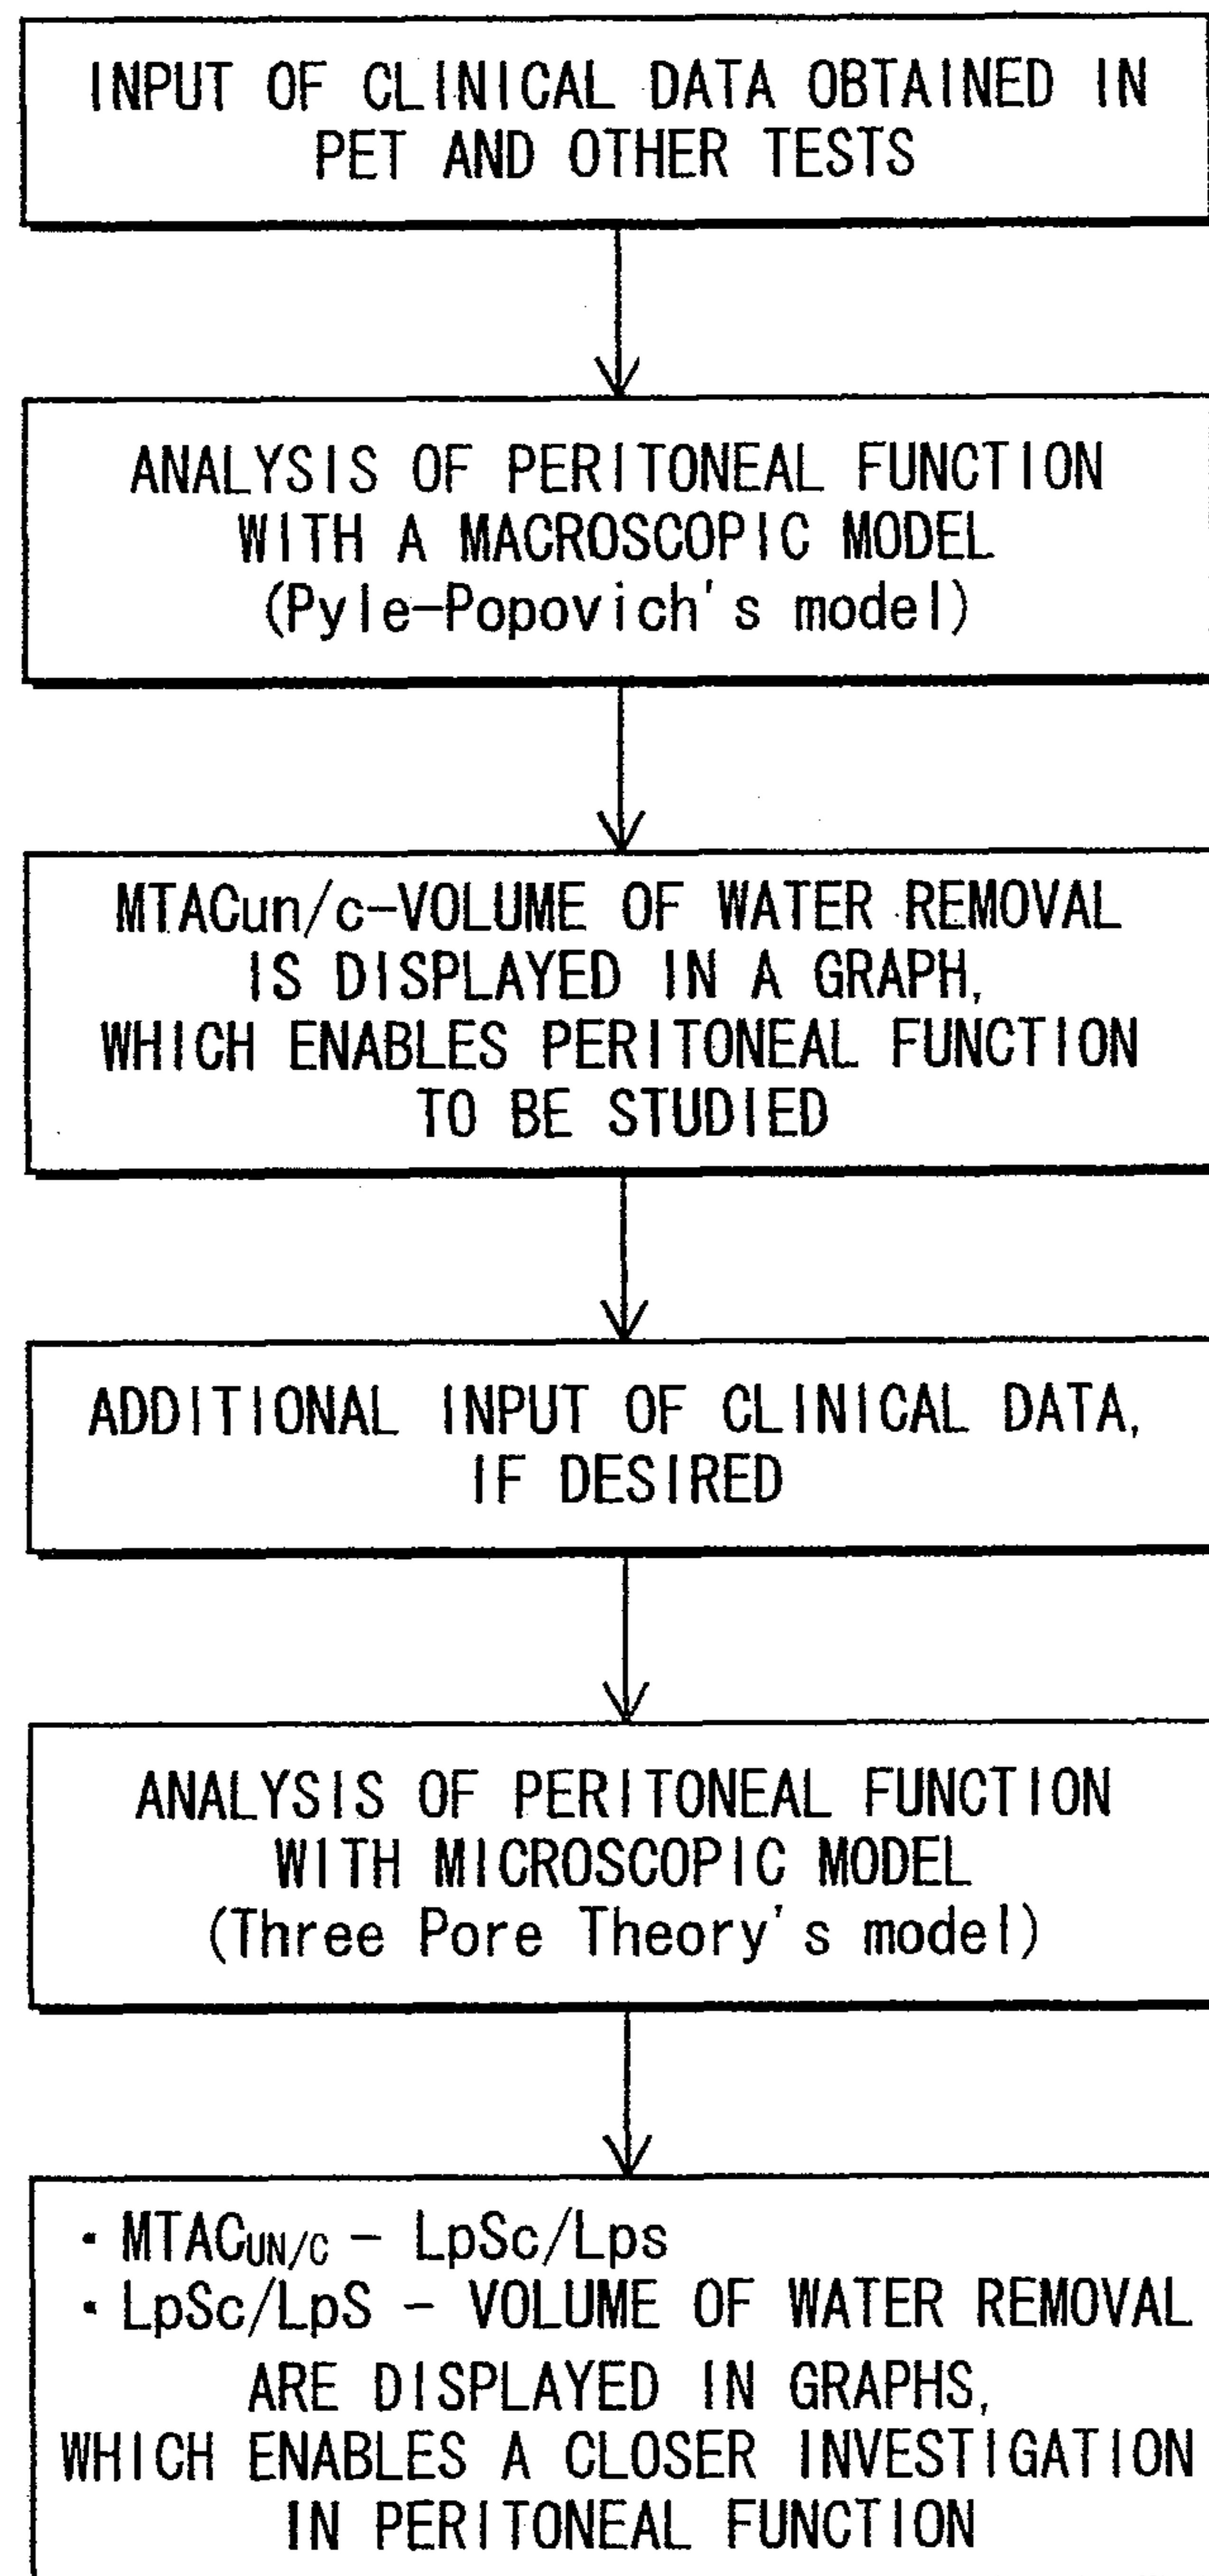 INPUT OF CLINICAL DATA OBTAINED IN
PET AND OTHER TESTS
ANALYSIS OF PERITONEAL FUNCTION
WITH A MACROSCOPIC MODEL
(Pyle-Popovich's model)
MTACun/c-VOLUME OF WATER REMOVAL
IS DISPLAYED IN A GRAPH,
WHICH ENABLES PERITONEAL FUNCTION
TO BE STUDIED
ADDITIONAL INPUT OF CLINICAL DATA,
IF DESIRED
ANALYSIS OF PERITONEAL FUNCTION
WITH MICROSCOPIC MODEL
(Three Pore Theory's model)
・MTACUN/C - LpSc/Lps
・LpSc/LpS - VOLUME OF WATER REMOVAL
ARE DISPLAYED IN GRAPHS,
WHICH ENABLES A CLOSER INVESTIGATION
IN PERITONEAL FUNCTION